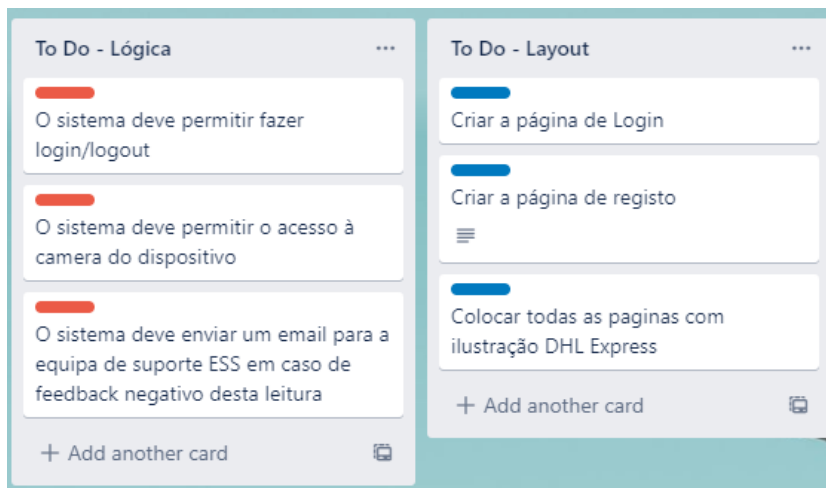 To Do - Lógica
O sistema deve permitir fazer
login/logout
O sistema deve permitir o acesso à
camera do dispositivo
O sistema deve enviar um email para a
equipa de suporte ESS em caso de
feedback negativo desta leitura
+ Add another card
To Do - Layout
Criar a página de Login
Criar a página de registo
Colocar todas as paginas com
ilustração DHL Express
+ Add another card